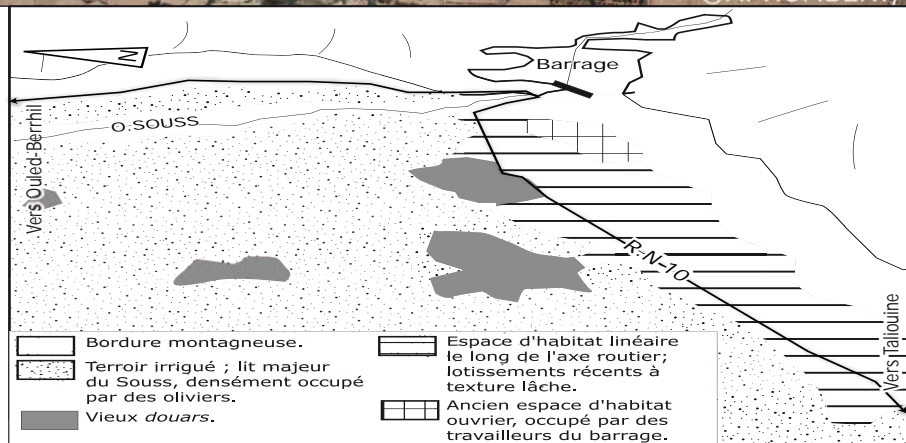 N
Barrage
O.SOUSS
Vers Ouled-Berrhil
R-N-10
Vers Taliouine
Bordure montagneuse.
Terroir irrigué ; lit majeur
du Souss, densément occupé
par des oliviers.
Vieux douars.
Espace d'habitat linéaire
le long de l'axe routier;
lotissements récents à
texture lâche.
Ancien espace d'habitat
ouvrier, occupé par des
travailleurs du barrage.